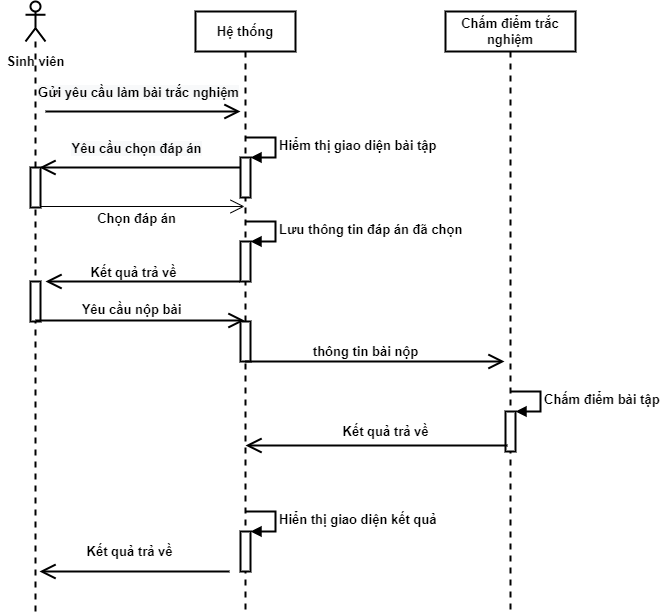 Hệ thống
Chấm điểm trắc
nghiệm
Sinh viên
Gửi yêu cầu làm bài trắc nghiệm
Hiểm thị giao diện bài tập
Yêu cầu chọn đáp án
Chọn đáp án
Lưu thông tin đáp án đã chọn
Kết quả trả về
Yêu cầu nộp bài
thông tin bài nộp
Chấm điểm bài tập
Kết quả trả về
Hiển thị giao diện kết quả
Kết quả trả về